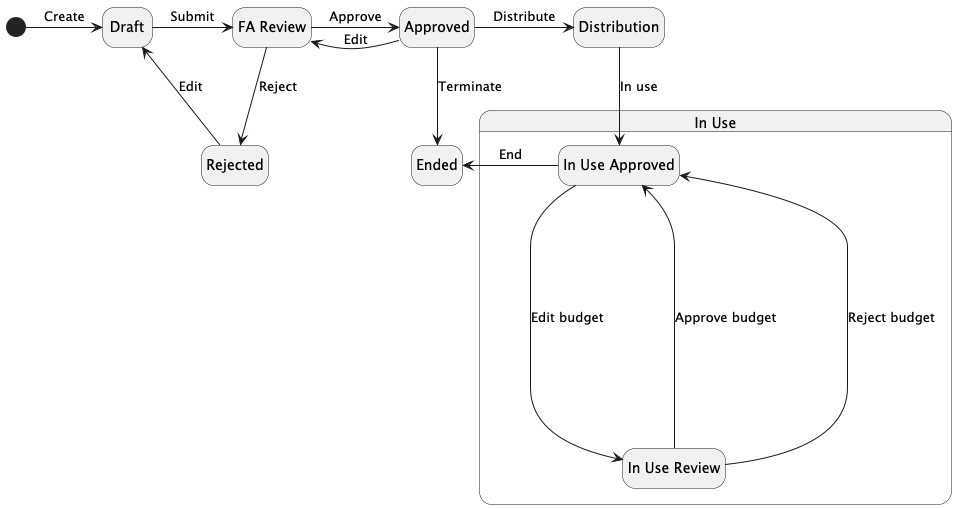 Create
Draft
Submit
FA Review
Approve
Edit
Approved
Distribute
Distribution
Edit
Reject
Terminate
In use
In Use
Rejected
Ended
End
In Use Approved
Edit budget
Approve budget
Reject budget
In Use Review